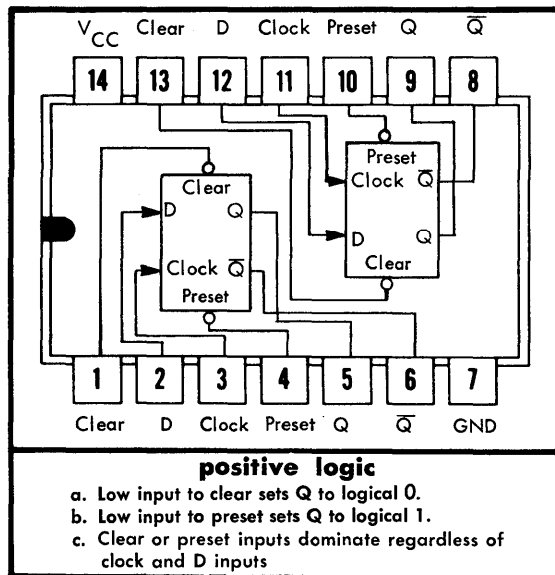 V
CC Clear D Clock Preset Q Q̅
14 13 12 11 10 9 8
Preset
Clock Q̅
D Q
Clear
Clear
D Q
Clock Q̅
Preset
1 2 3 4 5 6 7
Clear D Clock Preset Q Q̅ GND
positive logic
a. Low input to clear sets Q to logical 0.
b. Low input to preset sets Q to logical 1.
c. Clear or preset inputs dominate regardless of
clock and D inputs